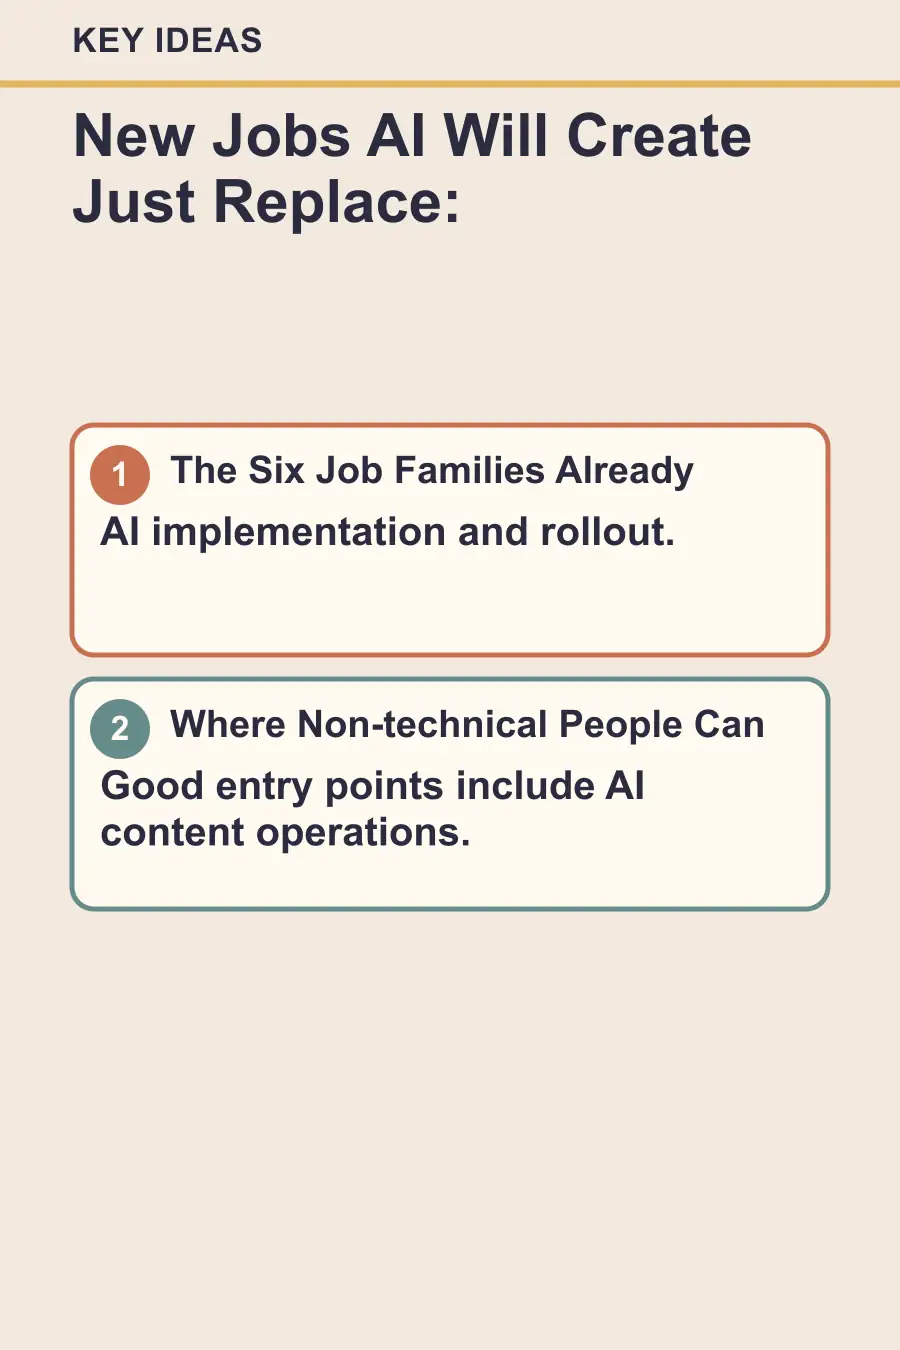 KEY IDEAS
New Jobs AI Will Create
Just Replace:
1
The Six Job Families Already
AI implementation and rollout.
2
Where Non-technical People Can
Good entry points include AI
content operations.